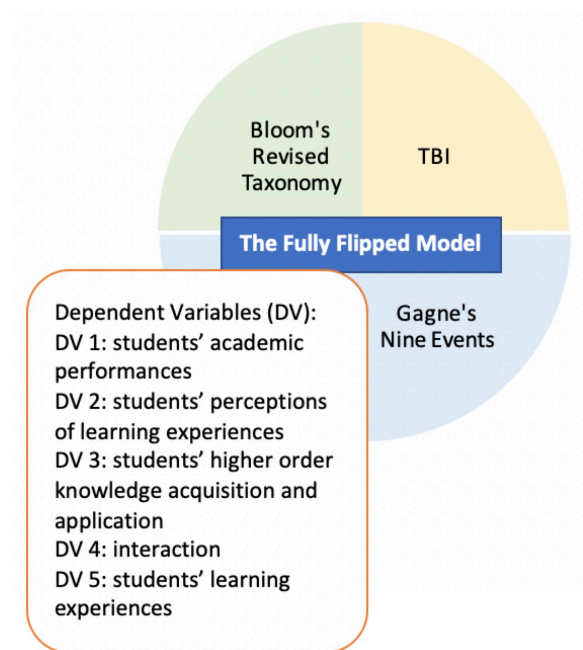 Bloom's
Revised
Taxonomy
TBI
The Fully Flipped Model
Gagne's
Nine Events
Dependent Variables (DV):
DV 1: students’ academic
performances
DV 2: students’ perceptions
of learning experiences
DV 3: students’ higher order
knowledge acquisition and
application
DV 4: interaction
DV 5: students’ learning
experiences